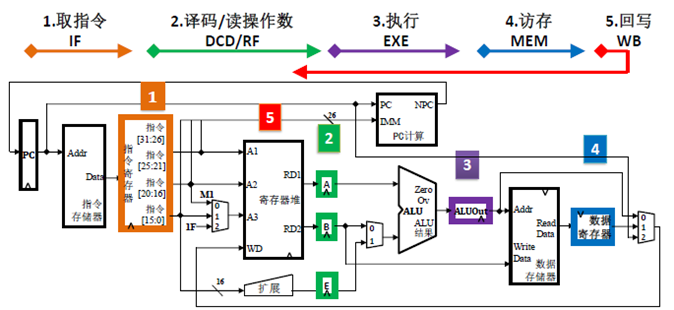 1.取指令
IF
2.译码/读操作数
DCD/RF
3.执行
EXE
4.访存
MEM
5.回写
WB
1
5
26
2
PC
NPC
IMM
PC计算
3
4
PC
Addr
Data
指令
存储器
指令寄存器
指令
[31:26]
指令
[25:21]
指令
[20:16]
指令
[15:0]
M1
0
1
2
1F
A1
A2
A3
WD
RD1
寄存器堆
RD2
A
B
E
16
扩展
0
1
Zero
Ov
ALU
ALU
结果
ALUOut
Addr
Read
Data
Write
Data
数据
存储器
数据
寄存器
0
1
2